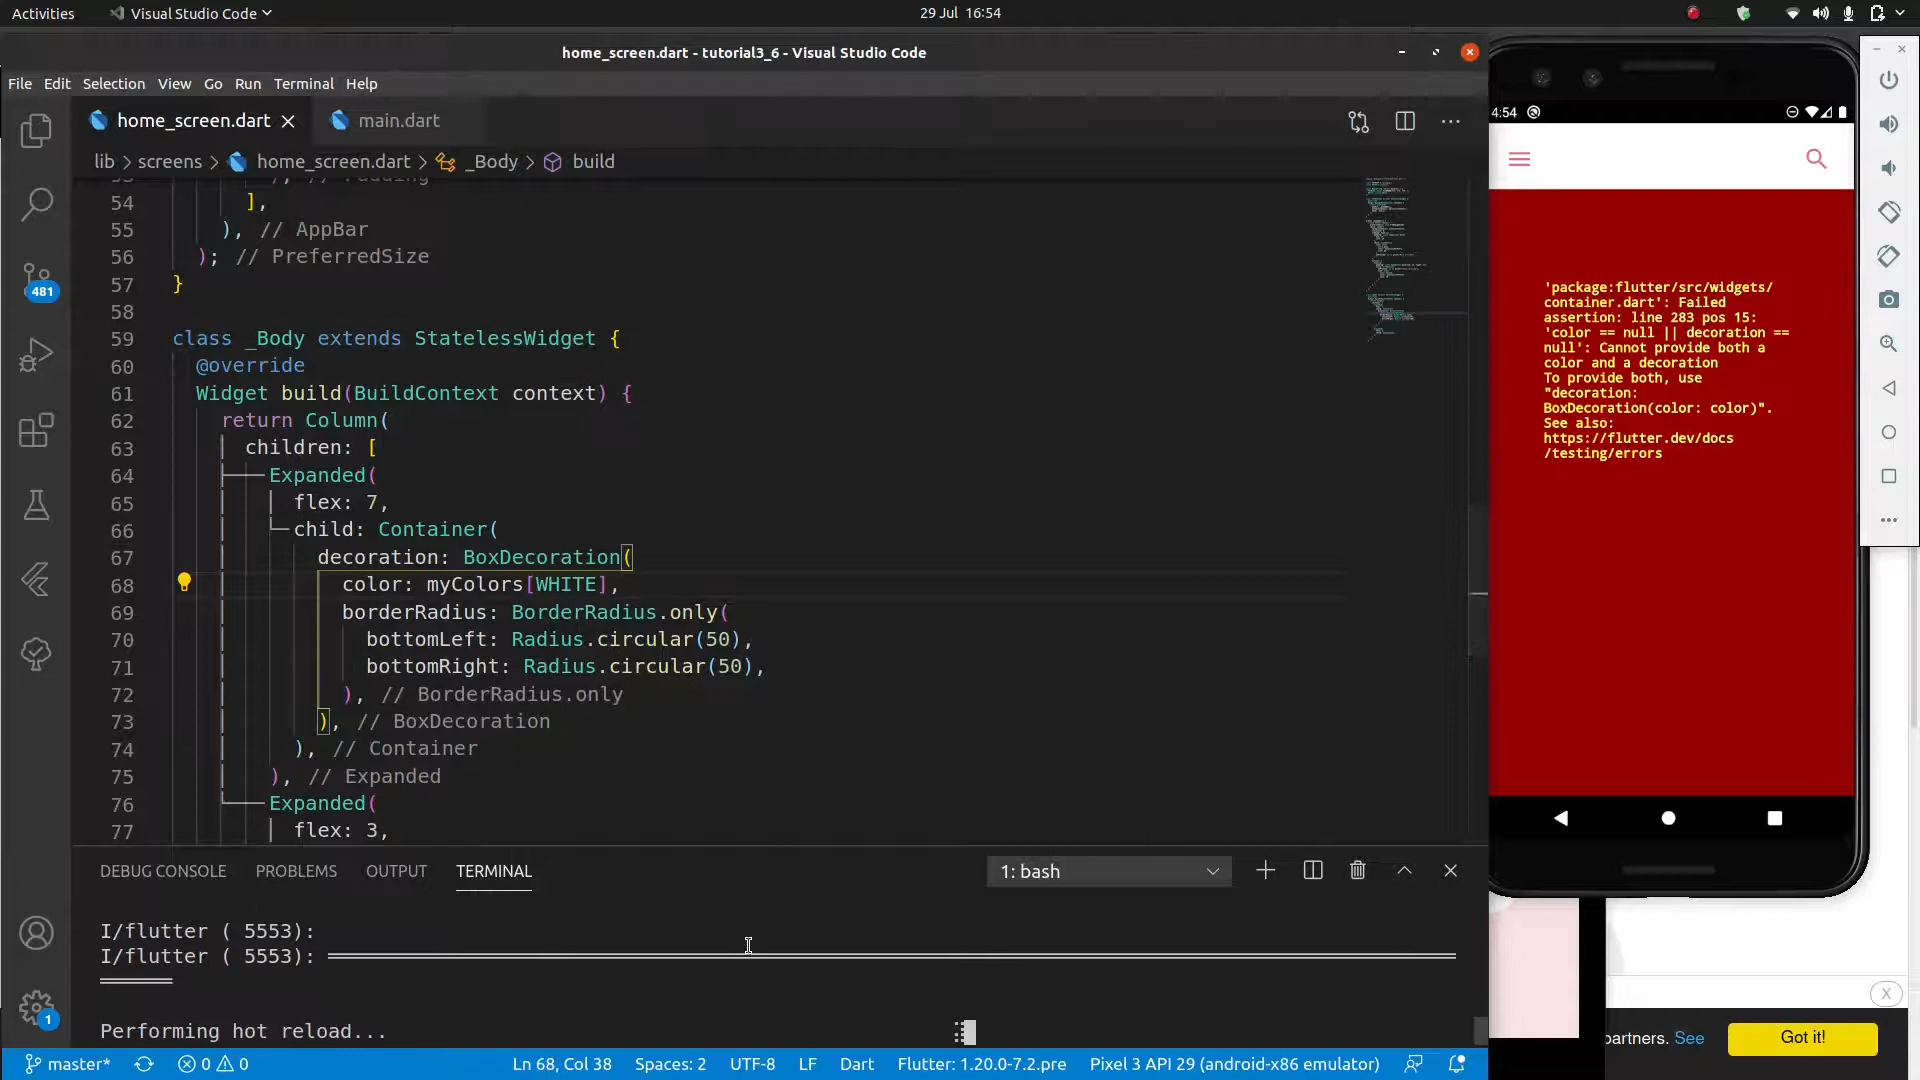 Activities
Visual Studio Code
29 Jul 16:54
home_screen.dart - tutorial3_6 - Visual Studio Code
File Edit Selection View Go Run Terminal Help
home_screen.dart
main.dart
lib > screens > home_screen.dart > _Body > build
54 ],
55 ), // AppBar
56 ); // PreferredSize
57 }
58
59 class _Body extends StatelessWidget {
60 @override
61 Widget build(BuildContext context) {
62 return Column(
63 children: [
64 Expanded(
65 flex: 7,
66 child: Container(
67 decoration: BoxDecoration(
68 color: myColors[WHITE],
69 borderRadius: BorderRadius.only(
70 bottomLeft: Radius.circular(50),
71 bottomRight: Radius.circular(50),
72 ), // BorderRadius.only
73 ), // BoxDecoration
74 ), // Container
75 ), // Expanded
76 Expanded(
77 flex: 3,
481
1
DEBUG CONSOLE PROBLEMS OUTPUT TERMINAL
1: bash
I/flutter ( 5553):
I/flutter ( 5553): ════════
Performing hot reload...
master* 0 0 Ln 68, Col 38 Spaces: 2 UTF-8 LF Dart Flutter: 1.20.0-7.2.pre Pixel 3 API 29 (android-x86 emulator)
4:54
'package:flutter/src/widgets/
container.dart': Failed
assertion: line 283 pos 15:
'color == null || decoration ==
null': Cannot provide both a
color and a decoration
To provide both, use
"decoration:
BoxDecoration(color: color)".
See also:
https://flutter.dev/docs
/testing/errors
X
partners. See
Got it!